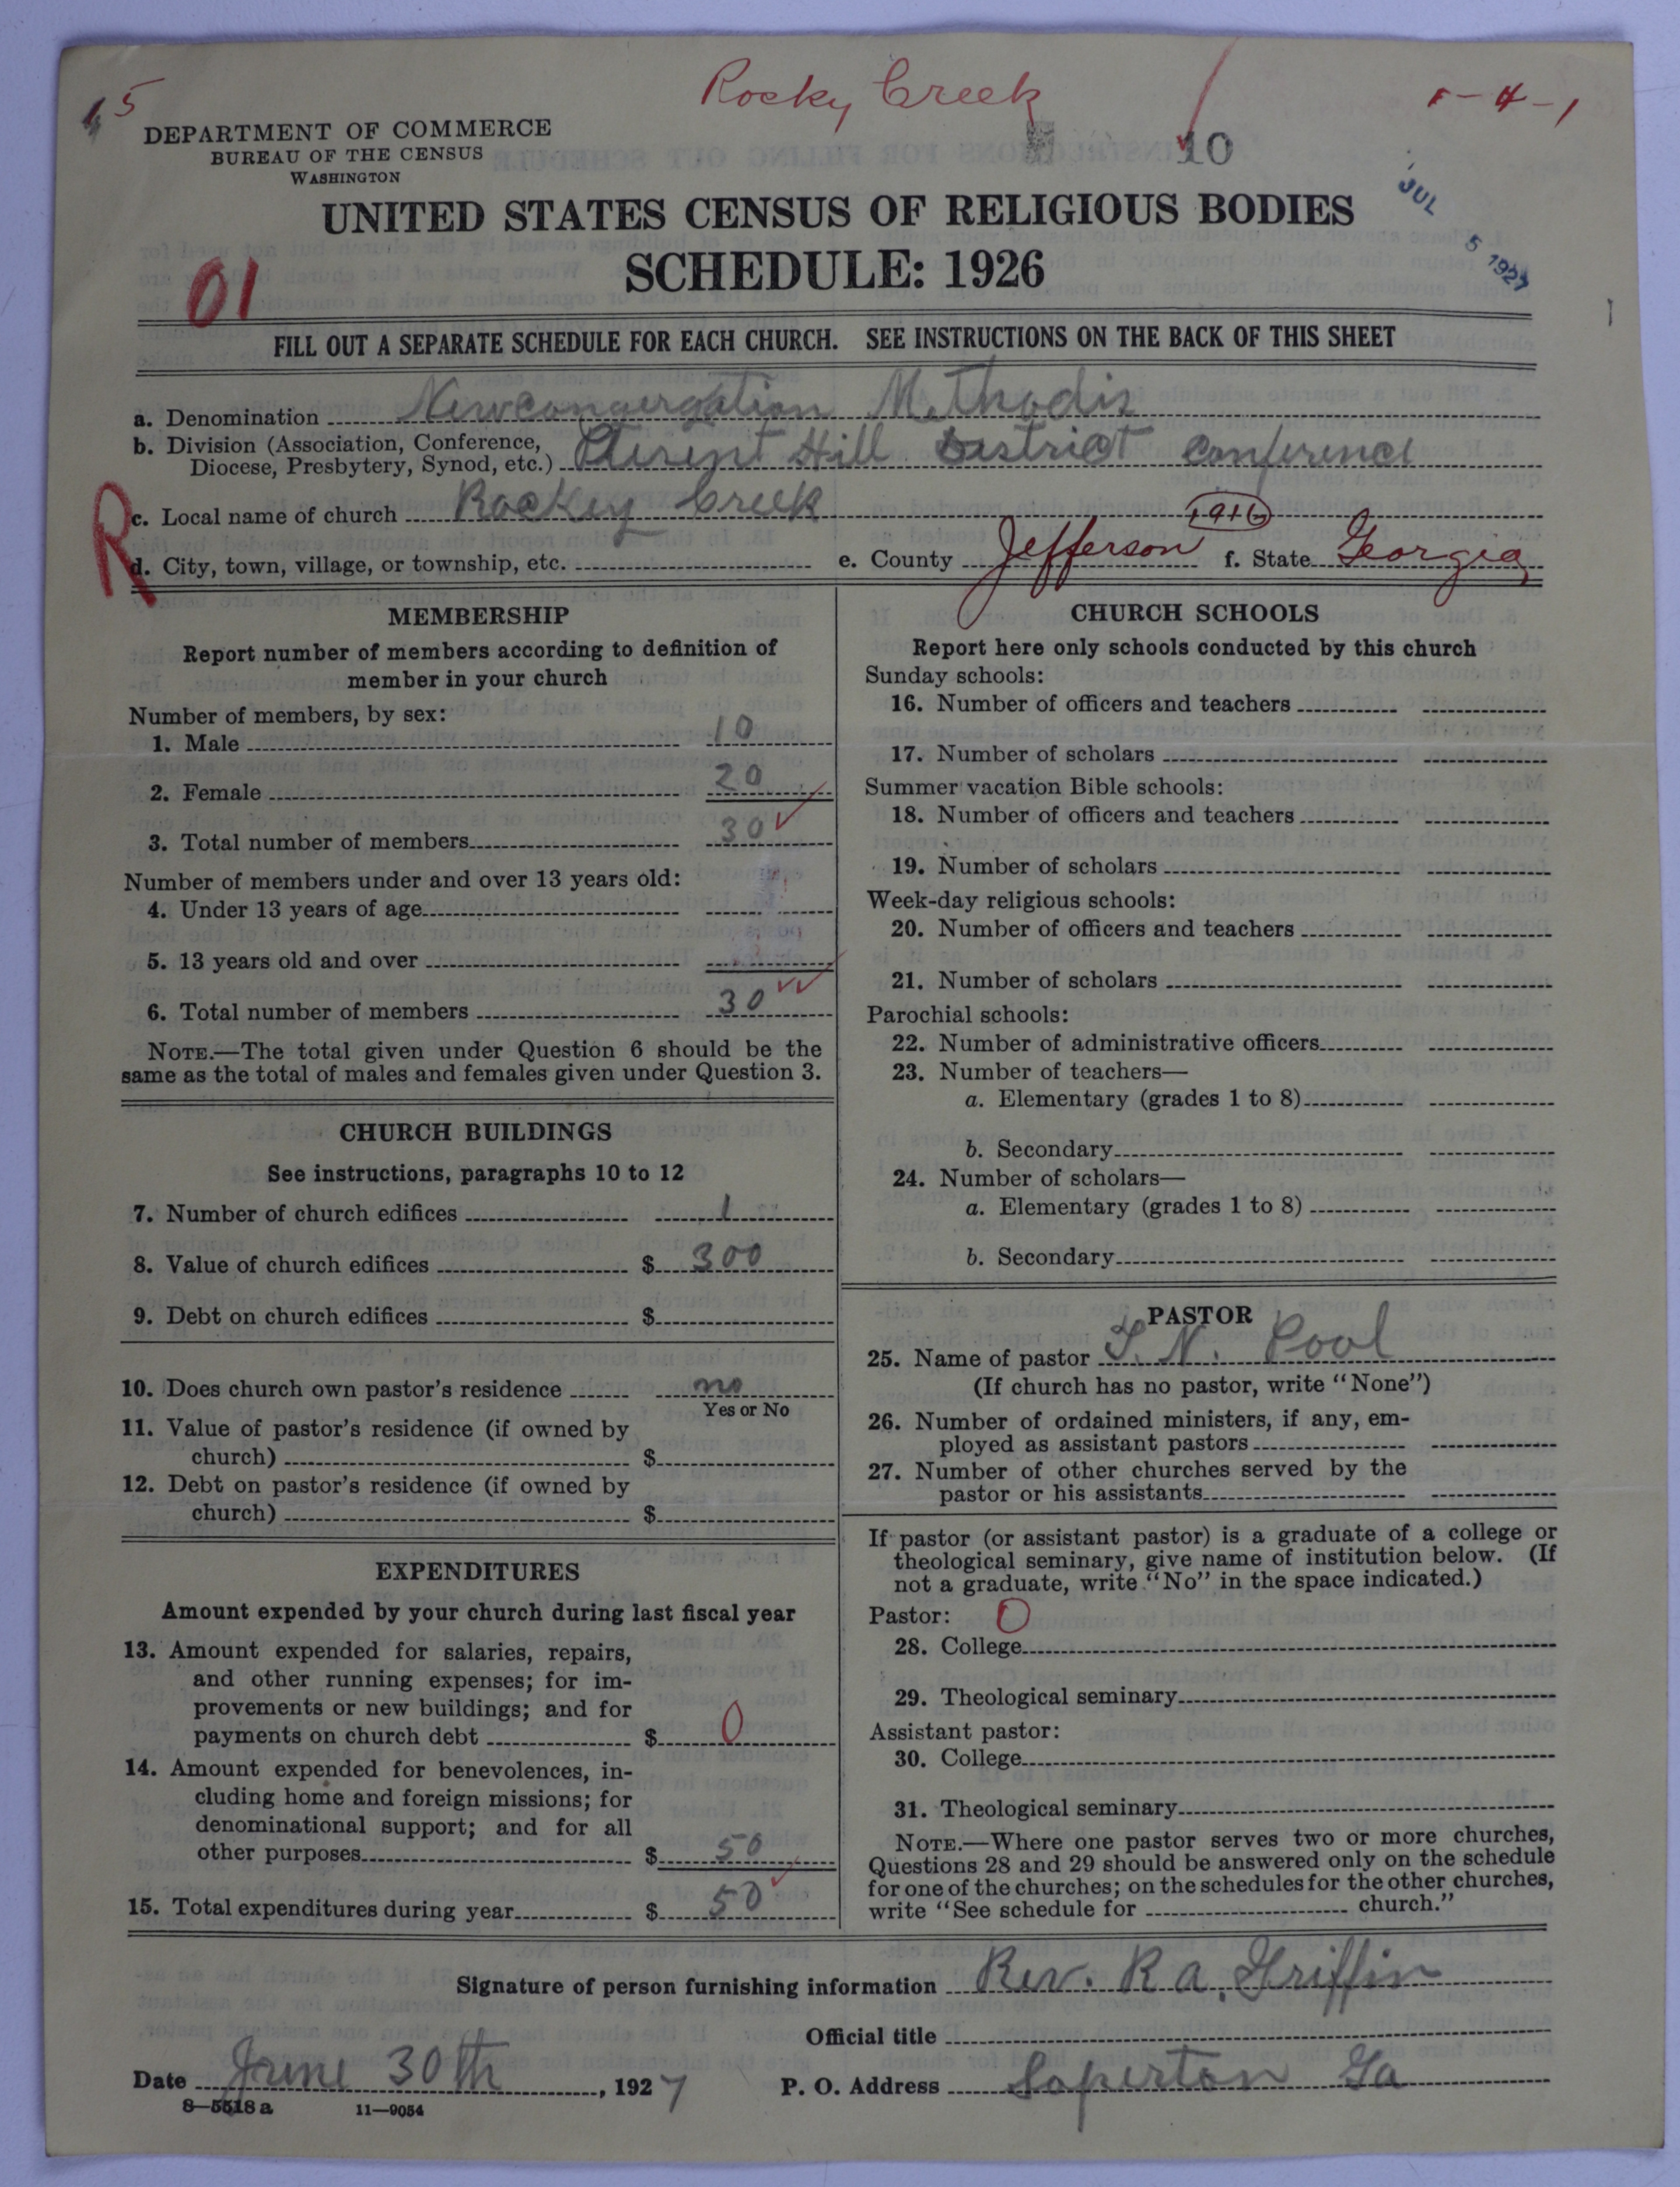 15
Rocky Creek
1-4-1
DEPARTMENT OF COMMERCE
BUREAU OF THE CENSUS
WASHINGTON
10
UNITED STATES CENSUS OF RELIGIOUS BODIES
SCHEDULE: 1926
JUL 5 1927
01
FILL OUT A SEPARATE SCHEDULE FOR EACH CHURCH. SEE INSTRUCTIONS ON THE BACK OF THIS SHEET
a. Denomination Newcongergation Methodis
b. Division (Association, Conference,
Diocese, Presbytery, Synod, etc.) Hill District Conference
R
c. Local name of church Rockey Creek
1916
d. City, town, village, or township, etc. e. County Jefferson f. State Georgia
MEMBERSHIP
Report number of members according to definition of
member in your church
Number of members, by sex:
1. Male 10
2. Female 20
3. Total number of members 30
Number of members under and over 13 years old:
4. Under 13 years of age
5. 13 years old and over
6. Total number of members 30
NOTE.—The total given under Question 6 should be the
same as the total of males and females given under Question 3.
CHURCH BUILDINGS
See instructions, paragraphs 10 to 12
7. Number of church edifices 1
8. Value of church edifices $ 300
9. Debt on church edifices $
10. Does church own pastor's residence no
Yes or No
11. Value of pastor's residence (if owned by
church) $
12. Debt on pastor's residence (if owned by
church) $
EXPENDITURES
Amount expended by your church during last fiscal year
13. Amount expended for salaries, repairs,
and other running expenses; for im-
provements or new buildings; and for
payments on church debt $ 0
14. Amount expended for benevolences, in-
cluding home and foreign missions; for
denominational support; and for all
other purposes $ 50
15. Total expenditures during year $ 50
CHURCH SCHOOLS
Report here only schools conducted by this church
Sunday schools:
16. Number of officers and teachers
17. Number of scholars
Summer vacation Bible schools:
18. Number of officers and teachers
19. Number of scholars
Week-day religious schools:
20. Number of officers and teachers
21. Number of scholars
Parochial schools:
22. Number of administrative officers
23. Number of teachers—
a. Elementary (grades 1 to 8)
b. Secondary
24. Number of scholars—
a. Elementary (grades 1 to 8)
b. Secondary
PASTOR
25. Name of pastor T. N. Pool
(If church has no pastor, write "None")
26. Number of ordained ministers, if any, em-
ployed as assistant pastors
27. Number of other churches served by the
pastor or his assistants
If pastor (or assistant pastor) is a graduate of a college or
theological seminary, give name of institution below. (If
not a graduate, write "No" in the space indicated.)
Pastor: 0
28. College
29. Theological seminary
Assistant pastor:
30. College
31. Theological seminary
NOTE.—Where one pastor serves two or more churches,
Questions 28 and 29 should be answered only on the schedule
for one of the churches; on the schedules for the other churches,
write "See schedule for church."
Signature of person furnishing information Rev. R a. Griffin
Official title
Date June 30th, 1927 P. O. Address Soperton Ga
8—5518 a 11—9054